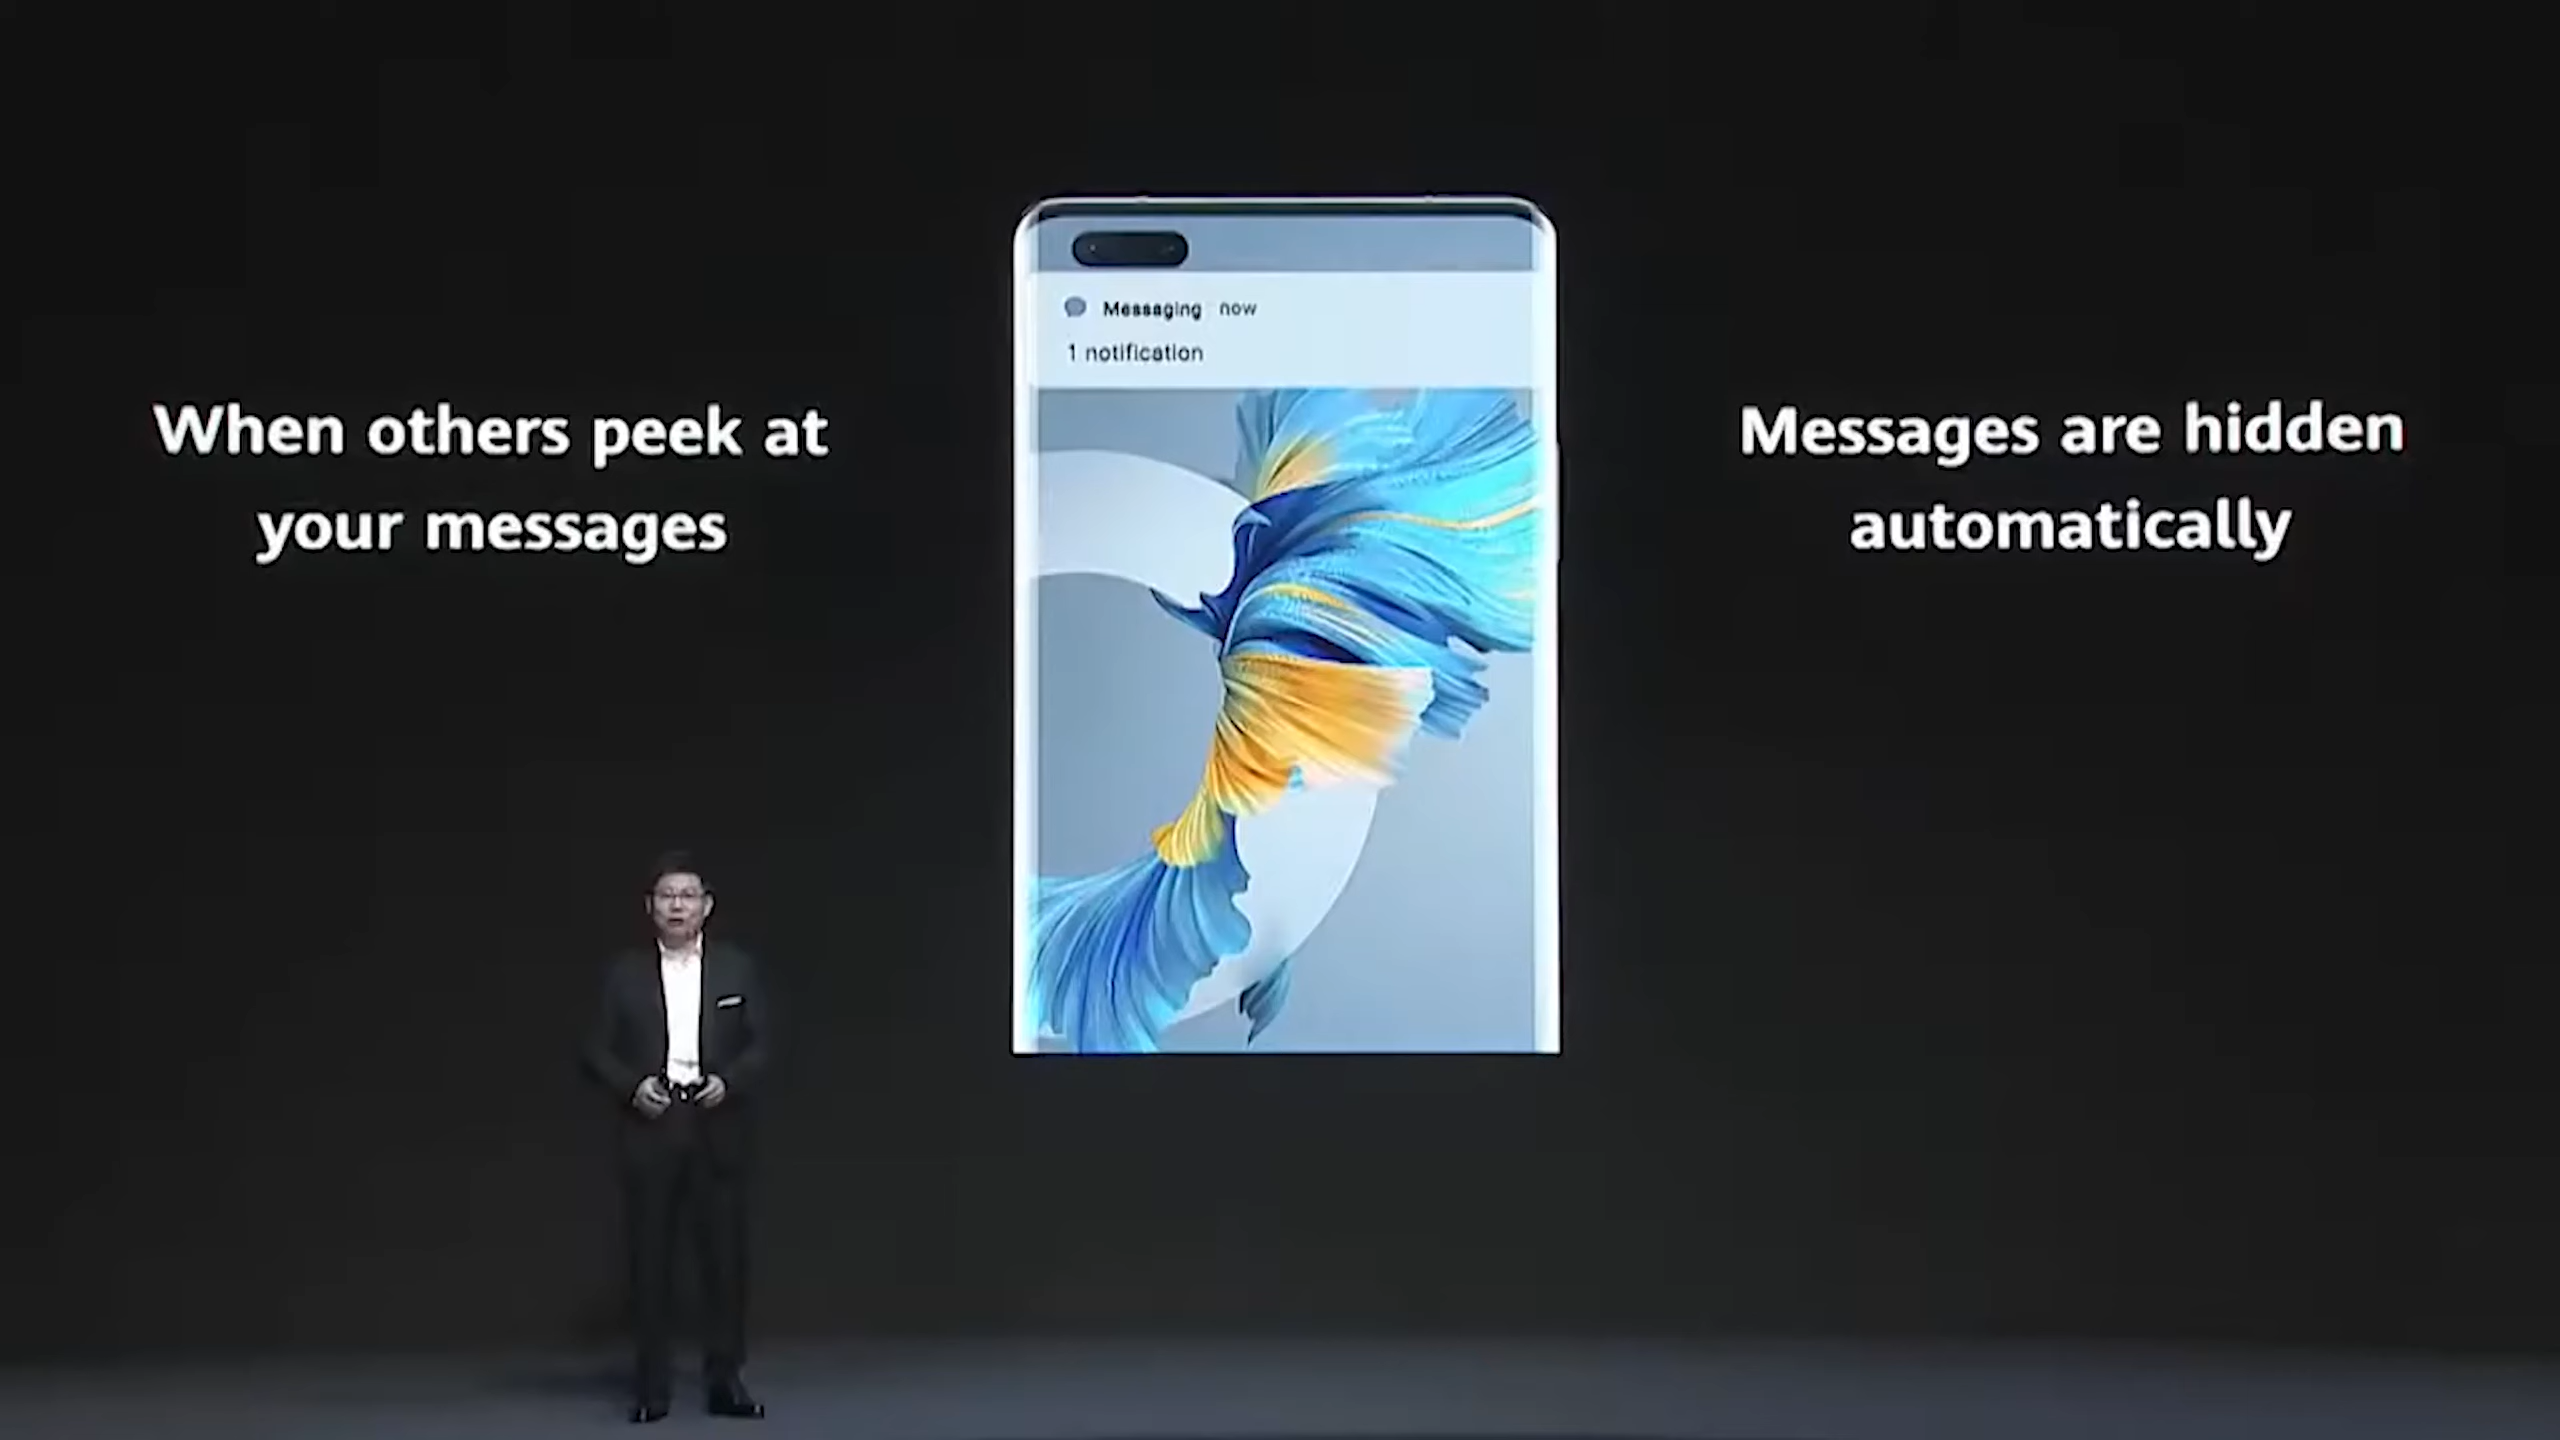 When others peek at
your messages
Messaging now
1 notification
Messages are hidden
automatically